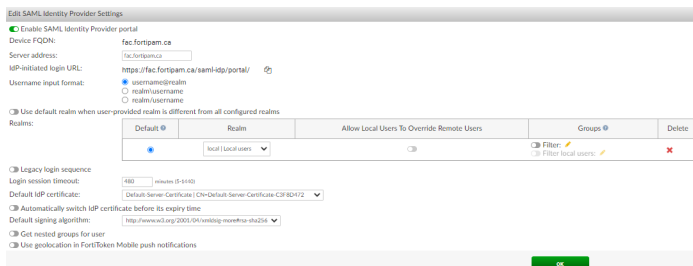 Edit SAML Identity Provider Settings
Enable SAML Identity Provider portal
Device FQDN: fac.fortipam.ca
Server address: fac.fortipam.ca
IdP-initiated login URL: https://fac.fortipam.ca/saml-idp/portal/
Username input format: username@realm
realm\username
realm/username
Use default realm when user-provided realm is different from all configured realms
Realms:
Default Realm Allow Local Users To Override Remote Users Groups Delete
local | Local users Filter:
Filter local users:
Legacy login sequence
Login session timeout: 480 minutes (5-1440)
Default IdP certificate: Default-Server-Certificate | CN=Default-Server-Certificate-C3F8D472
Automatically switch IdP certificate before its expiry time
Default signing algorithm: http://www.w3.org/2001/04/xmldsig-more#rsa-sha256
Get nested groups for user
Use geolocation in FortiToken Mobile push notifications
OK